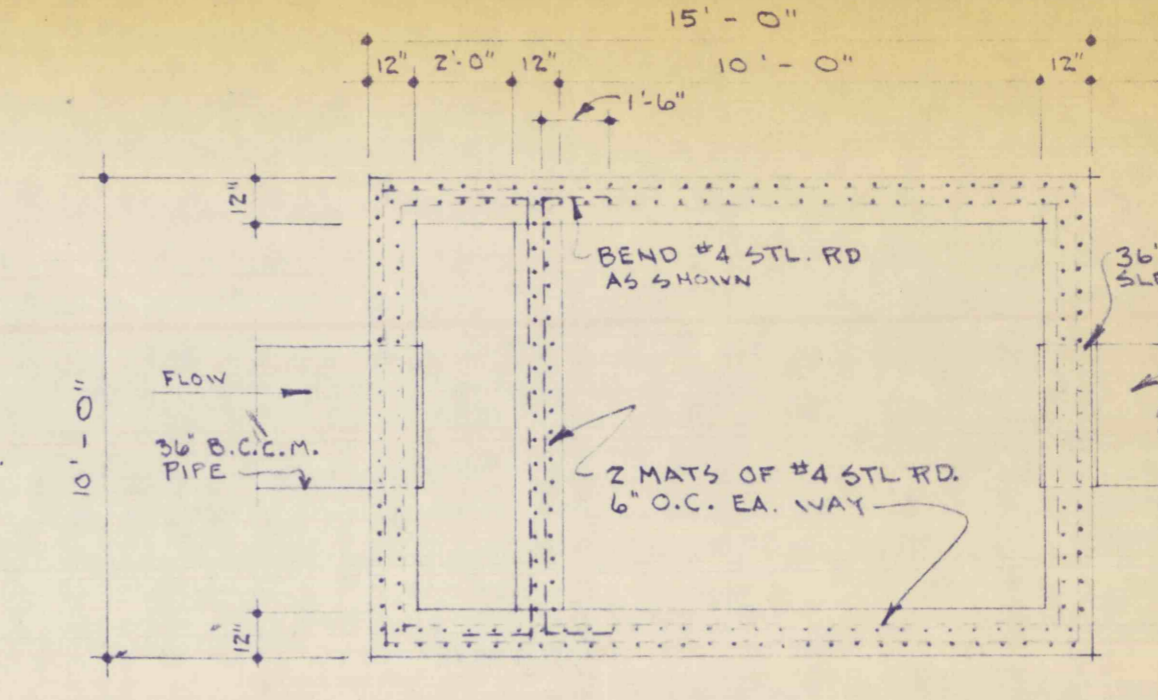 15' - 0"
12" 2'-0" 12" 10' - 0" 12"
1'-6"
12"
BEND #4 STL. RD
AS SHOWN
36"
FLOW
10' - 0"
36" B.C.C.M.
PIPE
2 MATS OF #4 STL RD.
6" O.C. EA. WAY
12"